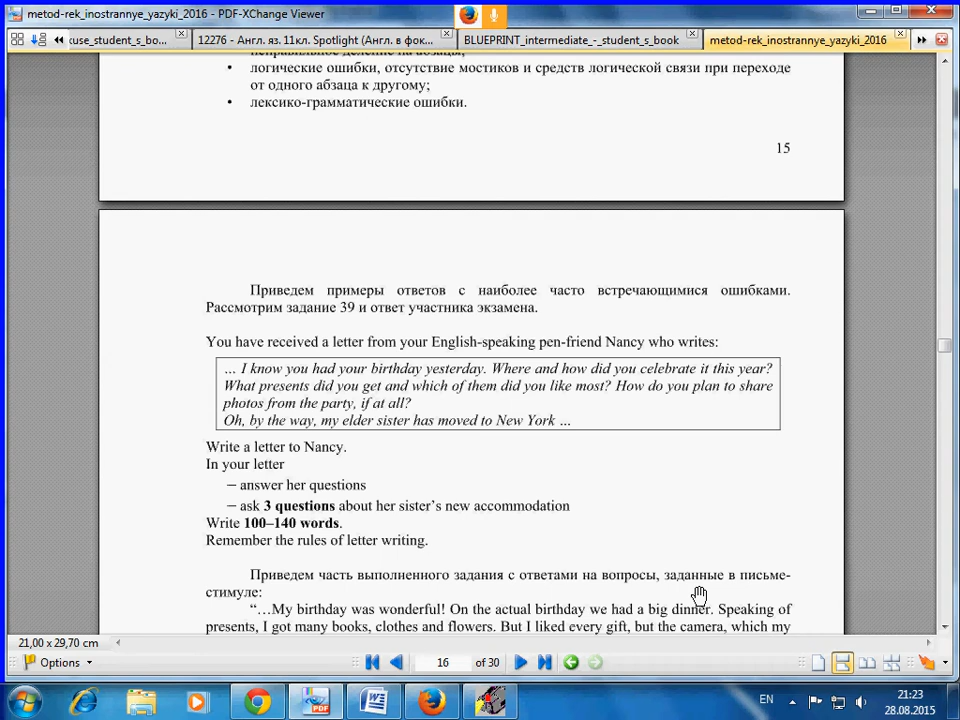 metod-rek_inostrannye_yazyki_2016 - PDF-XChange Viewer
kuse_student_s_bo...
12276 - Англ. яз. 11кл. Spotlight (Англ. в фок...
BLUEPRINT_intermediate_-_student_s_book
metod-rek_inostrannye_yazyki_2016
неправильное деление на абзацы;
• логические ошибки, отсутствие мостиков и средств логической связи при переходе
от одного абзаца к другому;
• лексико-грамматические ошибки.
15
Приведем примеры ответов с наиболее часто встречающимися ошибками.
Рассмотрим задание 39 и ответ участника экзамена.
You have received a letter from your English-speaking pen-friend Nancy who writes:
… I know you had your birthday yesterday. Where and how did you celebrate it this year?
What presents did you get and which of them did you like most? How do you plan to share
photos from the party, if at all?
Oh, by the way, my elder sister has moved to New York …
Write a letter to Nancy.
In your letter
– answer her questions
– ask 3 questions about her sister’s new accommodation
Write 100–140 words.
Remember the rules of letter writing.
Приведем часть выполненного задания с ответами на вопросы, заданные в письме-
стимуле:
“…My birthday was wonderful! On the actual birthday we had a big dinner. Speaking of
presents, I got many books, clothes and flowers. But I liked every gift, but the camera, which my
21,00 x 29,70 cm
Options
16
of 30
EN
21:23
28.08.2015